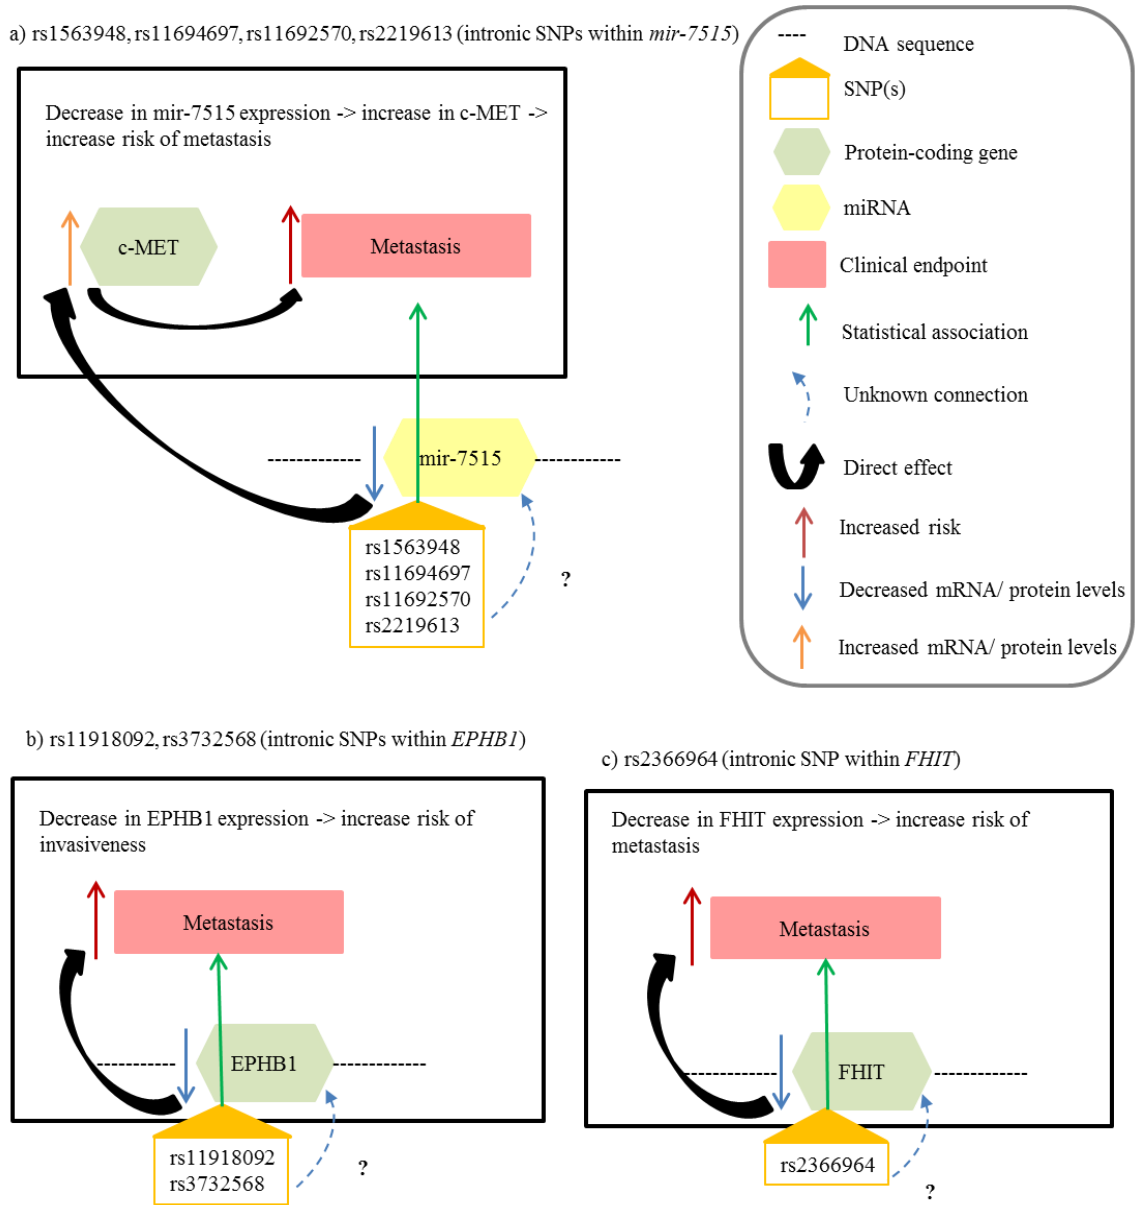 a) rs1563948, rs11694697, rs11692570, rs2219613 (intronic SNPs within mir-7515)
Decrease in mir-7515 expression -> increase in c-MET ->
increase risk of metastasis
c-MET
Metastasis
mir-7515
rs1563948
rs11694697
rs11692570
rs2219613
?
DNA sequence
SNP(s)
Protein-coding gene
miRNA
Clinical endpoint
Statistical association
Unknown connection
Direct effect
Increased risk
Decreased mRNA/ protein levels
Increased mRNA/ protein levels
b) rs11918092, rs3732568 (intronic SNPs within EPHB1)
Decrease in EPHB1 expression -> increase risk of
invasiveness
Metastasis
EPHB1
rs11918092
rs3732568
?
c) rs2366964 (intronic SNP within FHIT)
Decrease in FHIT expression -> increase risk of
metastasis
Metastasis
FHIT
rs2366964
?